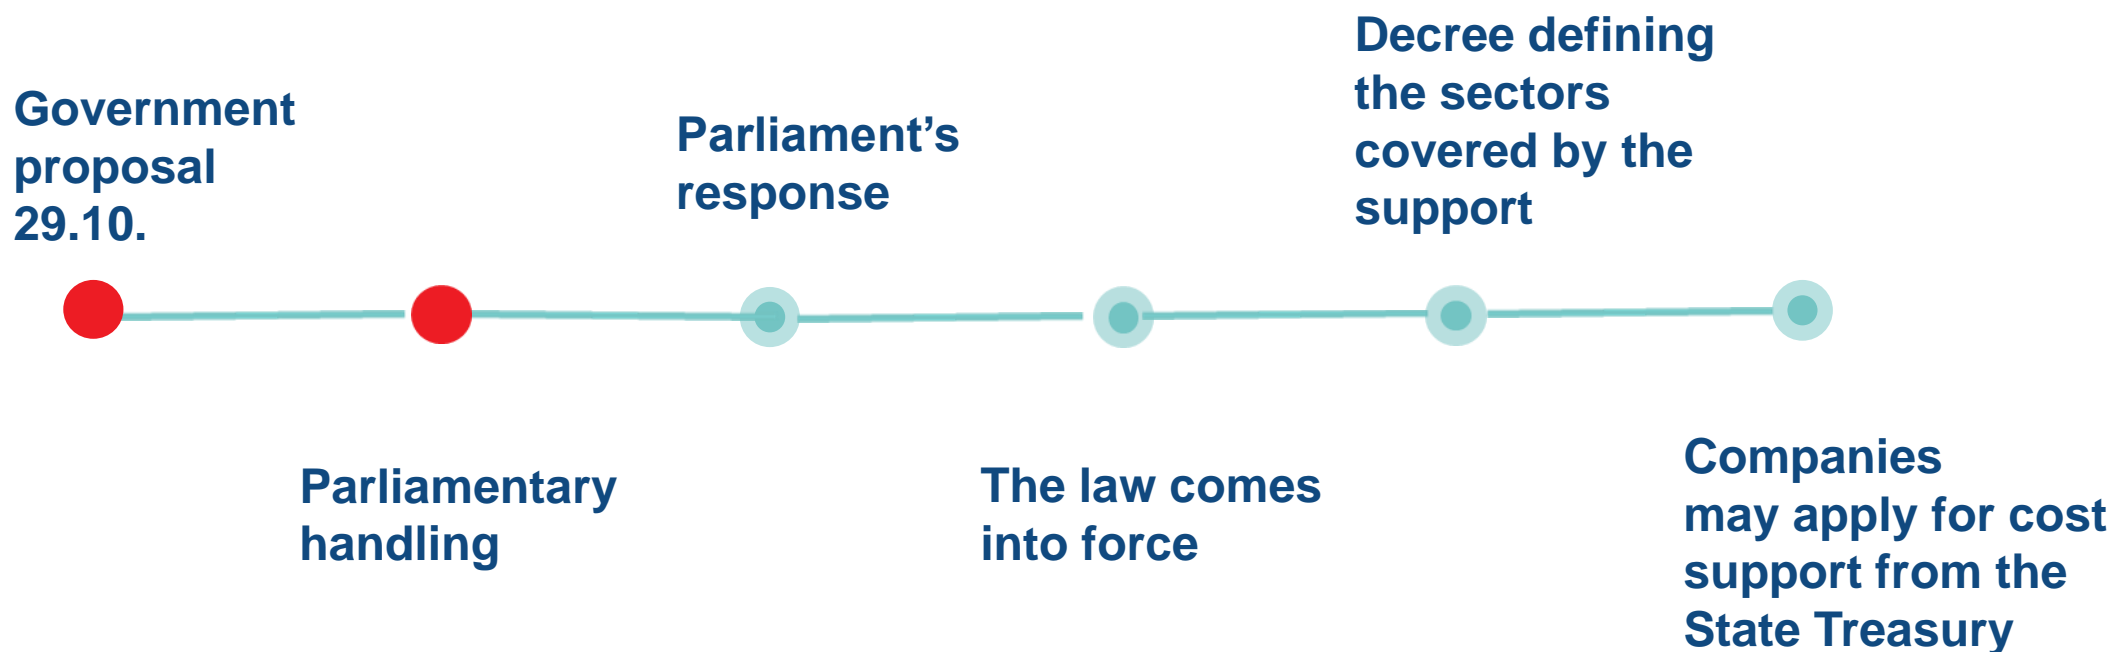 Government
proposal
29.10.
Parliamentary
handling
Parliament’s
response
The law comes
into force
Decree defining
the sectors
covered by the
support
Companies
may apply for cost
support from the
State Treasury